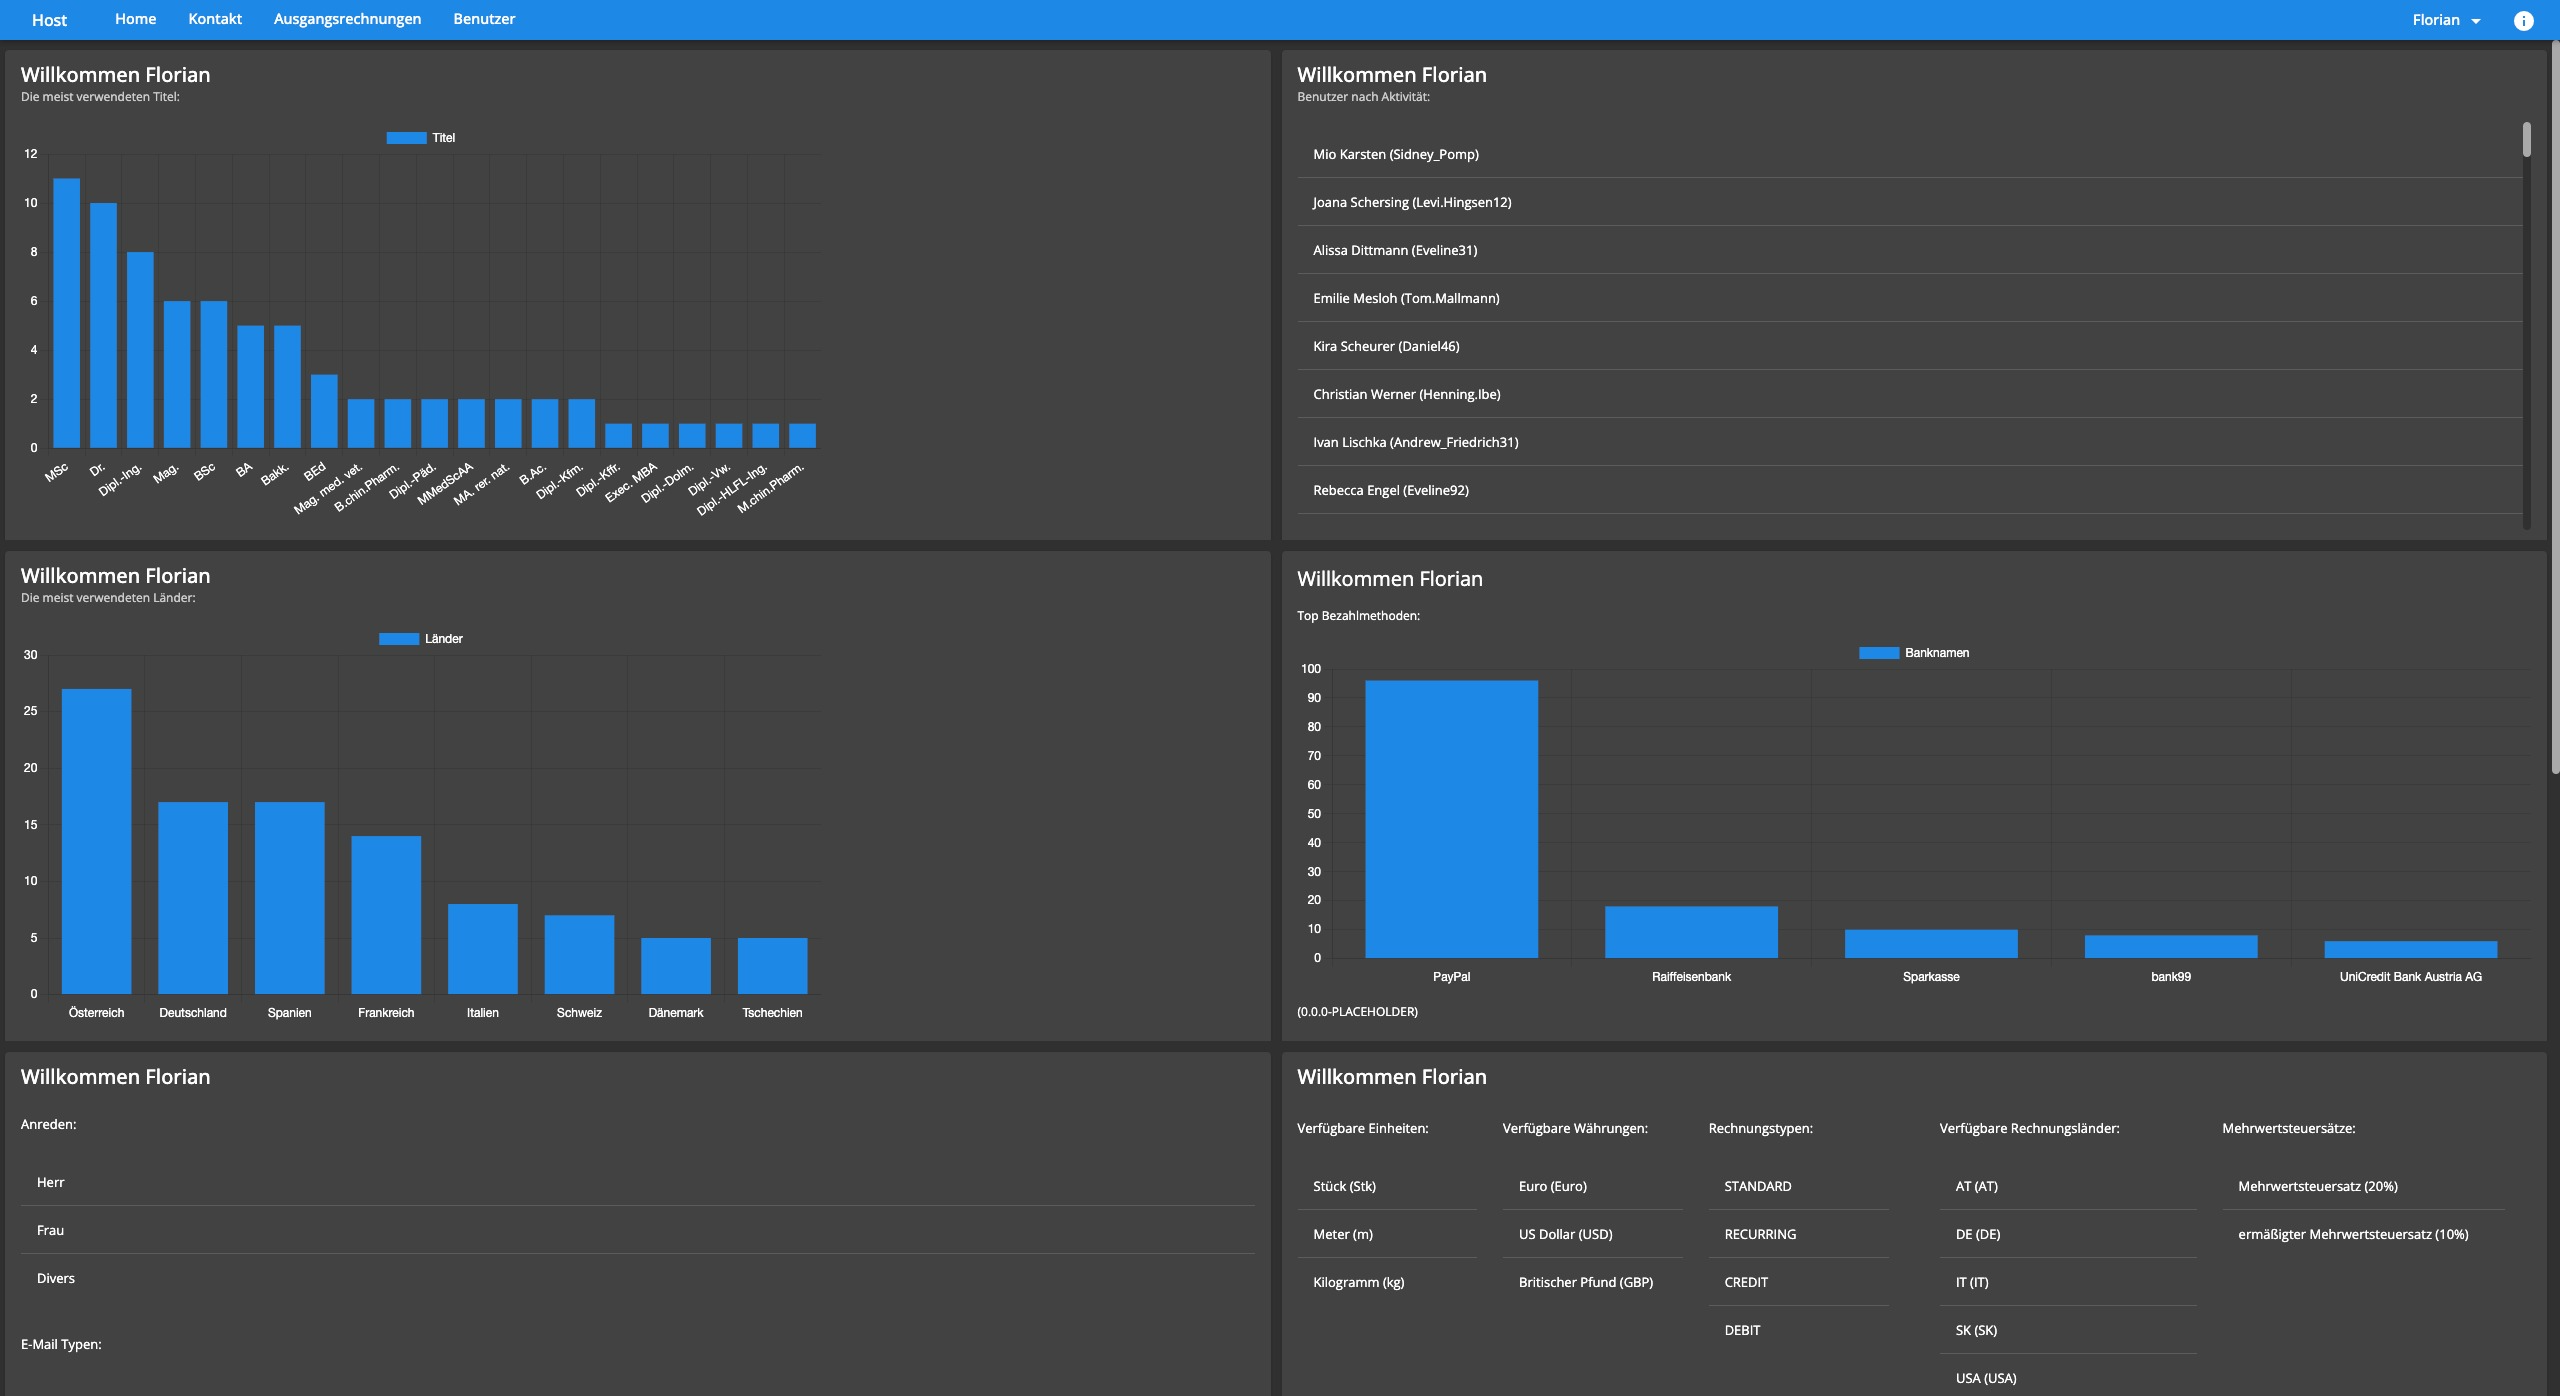 Host Home Kontakt Ausgangsrechnungen Benutzer Florian
Willkommen Florian
Die meist verwendeten Titel:
Titel
12
10
8
6
4
2
0
MSc Dr. Dipl.-Ing. Mag. BSc BA Bakk. BEd Mag. med. vet. B.chin.Pharm. Dipl.-Päd. MMedScAA MA. rer. nat. B.Ac. Dipl.-Kfm. Dipl.-Kffr. Exec. MBA Dipl.-Dolm. Dipl.-Vw. Dipl.-HLFL-Ing. M.chin.Pharm.
Willkommen Florian
Benutzer nach Aktivität:
Mio Karsten (Sidney_Pomp)
Joana Schersing (Levi.Hingsen12)
Alissa Dittmann (Eveline31)
Emilie Mesloh (Tom.Mallmann)
Kira Scheurer (Daniel46)
Christian Werner (Henning.Ibe)
Ivan Lischka (Andrew_Friedrich31)
Rebecca Engel (Eveline92)
Willkommen Florian
Die meist verwendeten Länder:
Länder
30
25
20
15
10
5
0
Österreich Deutschland Spanien Frankreich Italien Schweiz Dänemark Tschechien
Willkommen Florian
Top Bezahlmethoden:
Banknamen
100
90
80
70
60
50
40
30
20
10
0
PayPal Raiffeisenbank Sparkasse bank99 UniCredit Bank Austria AG
(0.0.0-PLACEHOLDER)
Willkommen Florian
Anreden:
Herr
Frau
Divers
E-Mail Typen:
Willkommen Florian
Verfügbare Einheiten:
Stück (Stk)
Meter (m)
Kilogramm (kg)
Verfügbare Währungen:
Euro (Euro)
US Dollar (USD)
Britischer Pfund (GBP)
Rechnungstypen:
STANDARD
RECURRING
CREDIT
DEBIT
Verfügbare Rechnungsländer:
AT (AT)
DE (DE)
IT (IT)
SK (SK)
USA (USA)
Mehrwertsteuersätze:
Mehrwertsteuersatz (20%)
ermäßigter Mehrwertsteuersatz (10%)